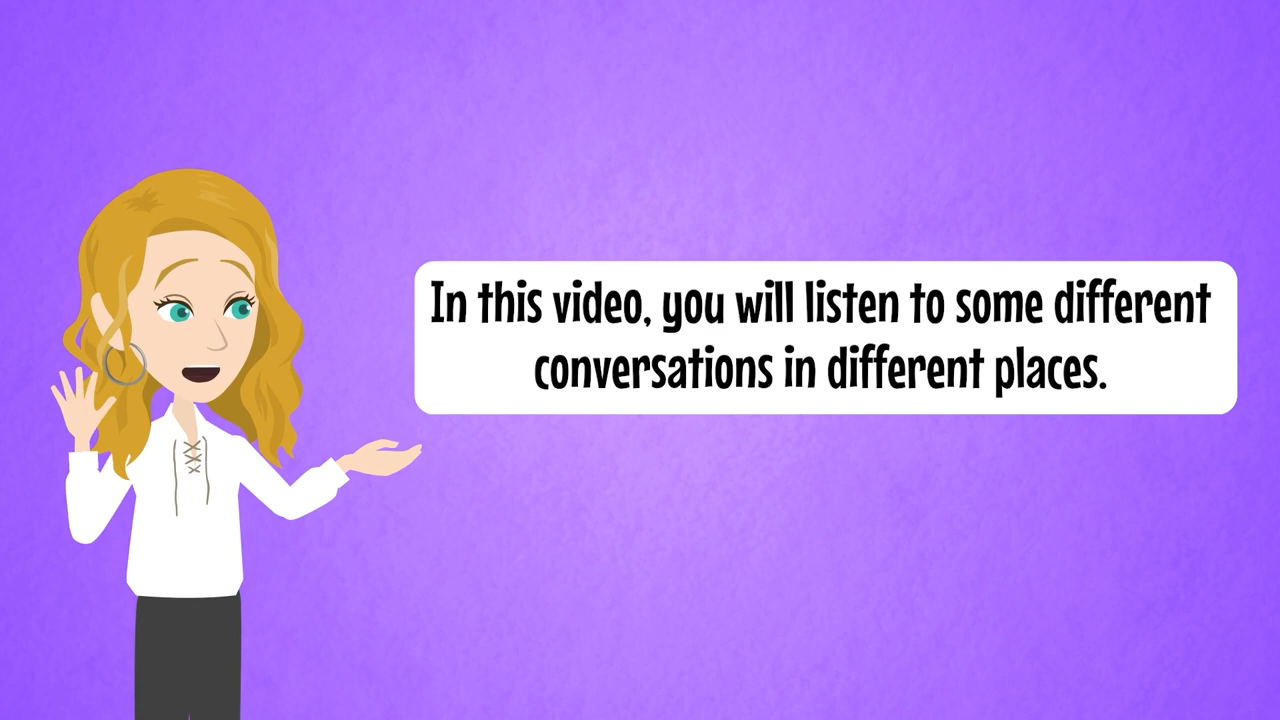 In this video, you will listen to some different
conversations in different places.